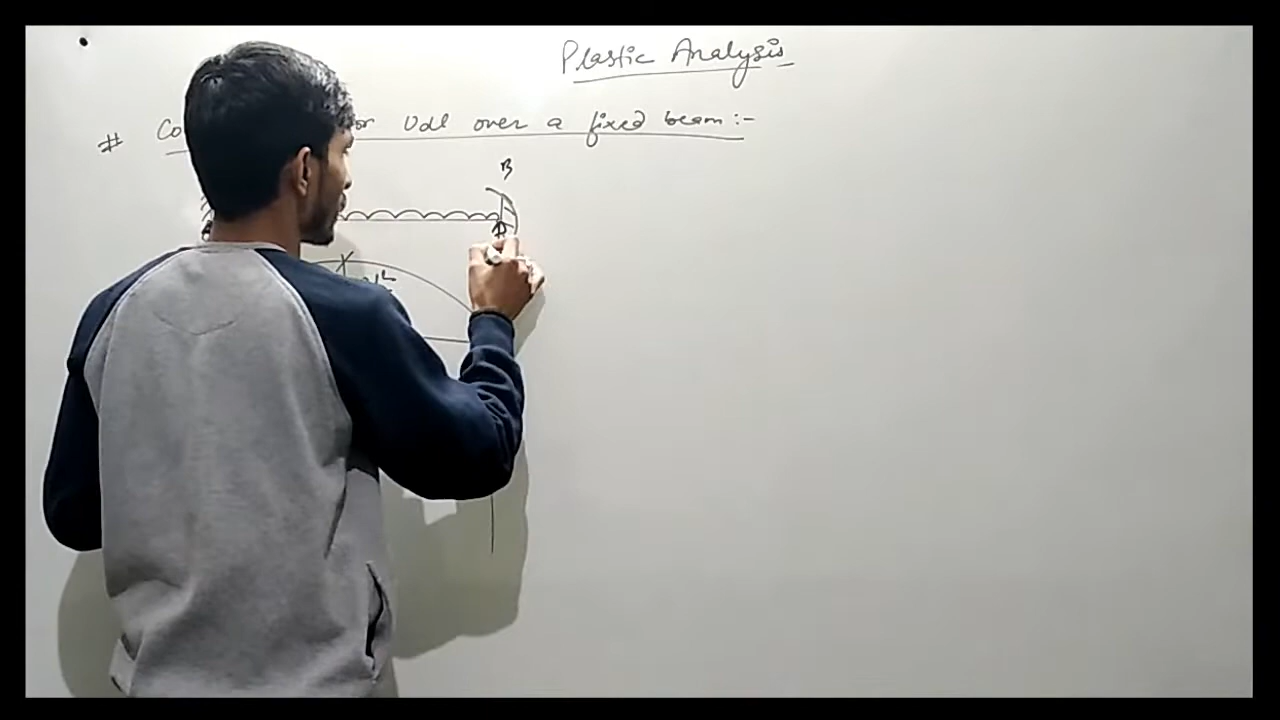 Plastic Analysis
# Co or Udl over a fixed beam :-
B